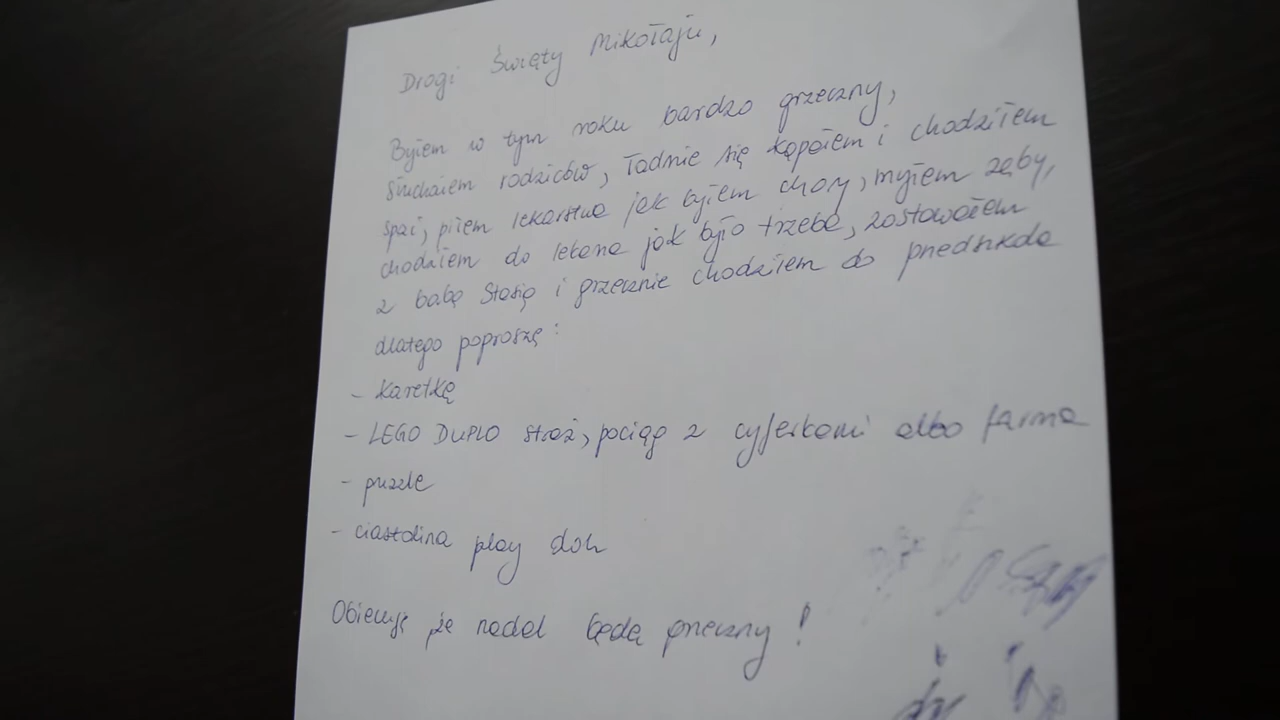 Drogi Święty Mikołaju,
Byłem w tym roku bardzo grzeczny,
słuchałem rodziców, ładnie się kąpałem i chodziłem
spać, piłem lekarstwa jak byłem chory, myłem zęby,
chodziłem do lekarza jak było trzeba, zostawałem
z babą Stasią i grzecznie chodziłem do przedszkola
dlatego poproszę:
- karetkę
- LEGO DUPLO straż, pociąg z cyferkami albo farma
- puzzle
- ciastolina play doh
Obiecuję że nadal będę grzeczny!